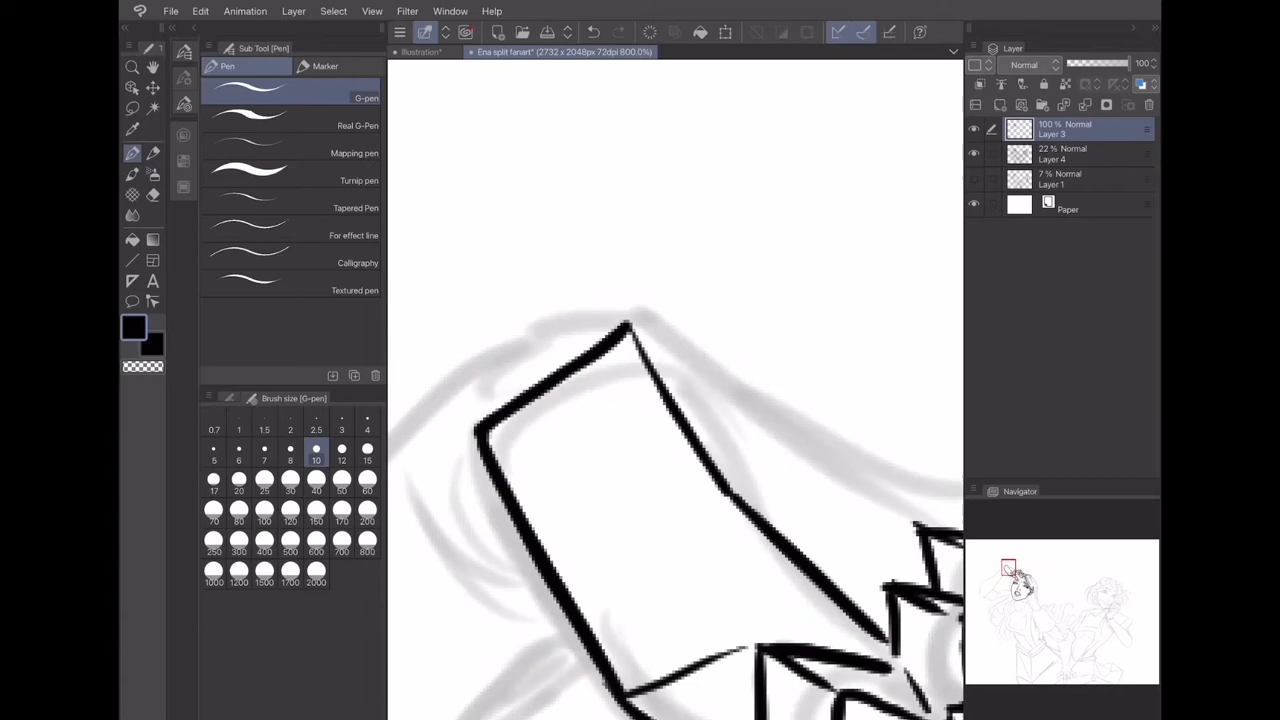 File Edit Animation Layer Select View Filter Window Help
Illustration* Ena split fanart* (2732 x 2048px 72dpi 800.0%)
Sub Tool [Pen]
Pen Marker
G-pen
Real G-Pen
Mapping pen
Turnip pen
Tapered Pen
For effect line
Calligraphy
Textured pen
A
Brush size [G-pen]
0.7 1 1.5 2 2.5 3 4
5 6 7 8 10 12 15
17 20 25 30 40 50 60
70 80 100 120 150 170 200
250 300 400 500 600 700 800
1000 1200 1500 1700 2000
Layer
Normal 100
100 % Normal
Layer 3
22 % Normal
Layer 4
7 % Normal
Layer 1
Paper
Navigator